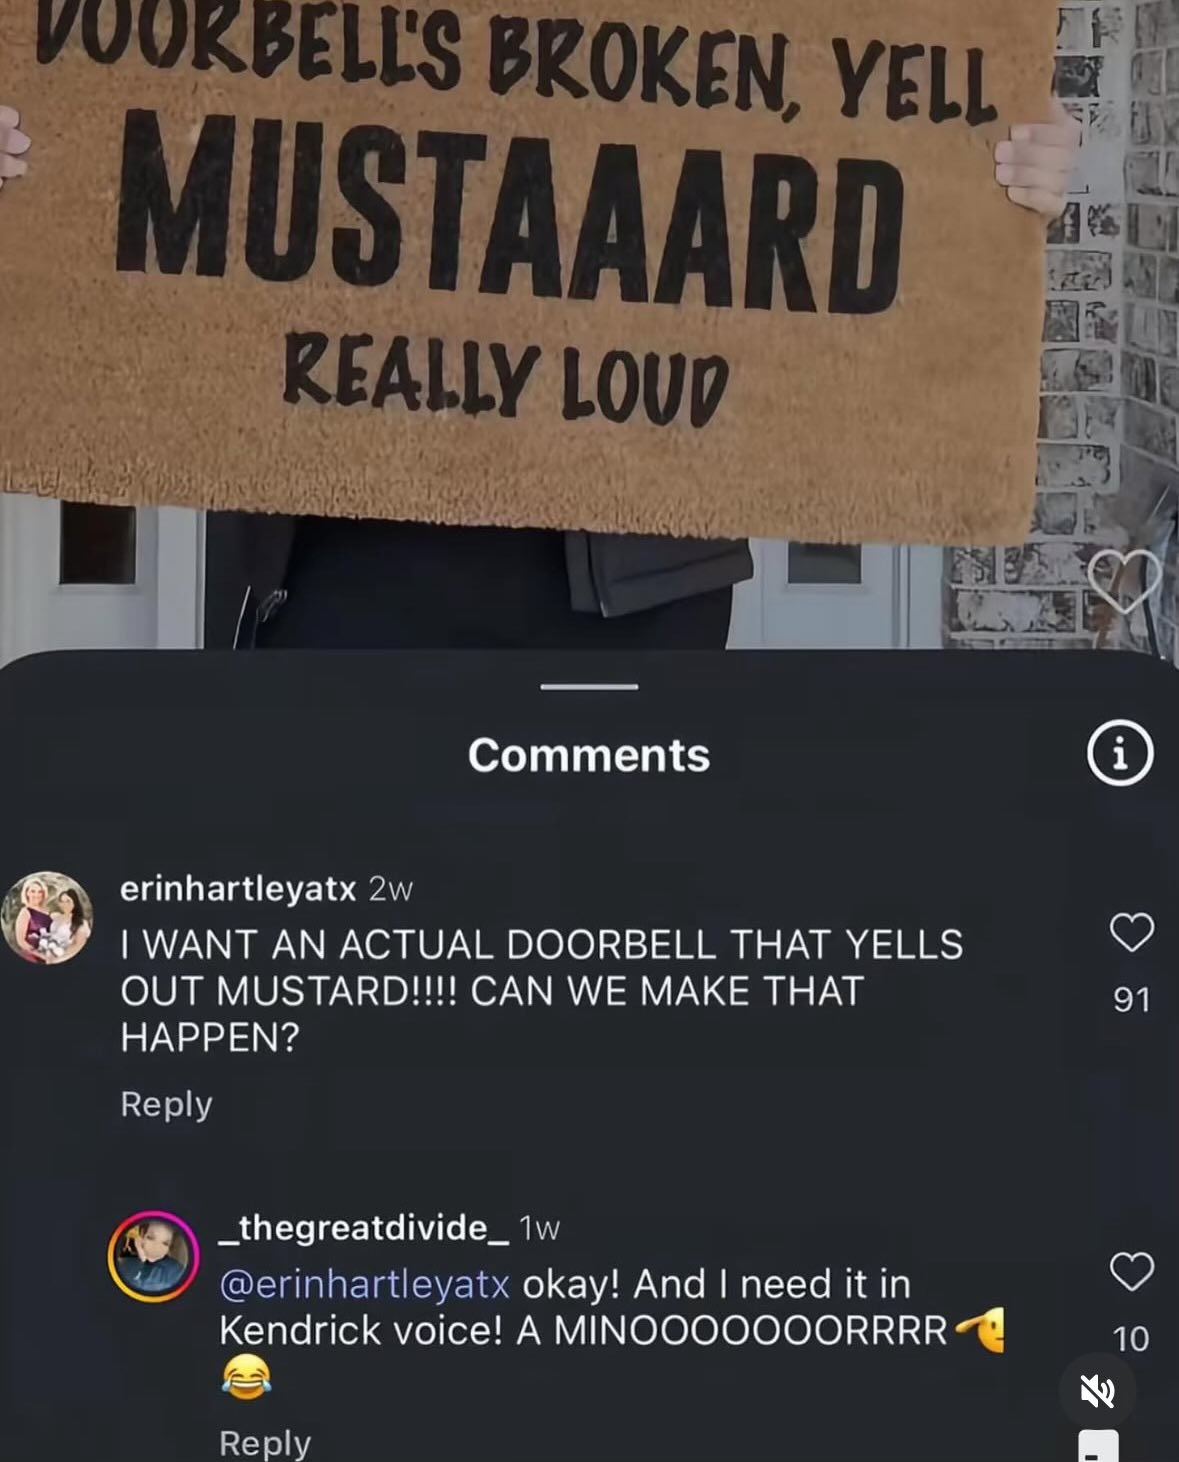 DOORBELL'S BROKEN, YELL
MUSTAAARD
REALLY LOUD
Comments
erinhartleyatx 2w
I WANT AN ACTUAL DOORBELL THAT YELLS
OUT MUSTARD!!!! CAN WE MAKE THAT
HAPPEN?
91
Reply
_thegreatdivide_ 1w
@erinhartleyatx okay! And I need it in
Kendrick voice! A MINOOOOOOORRRR🫡
😂
10
Reply